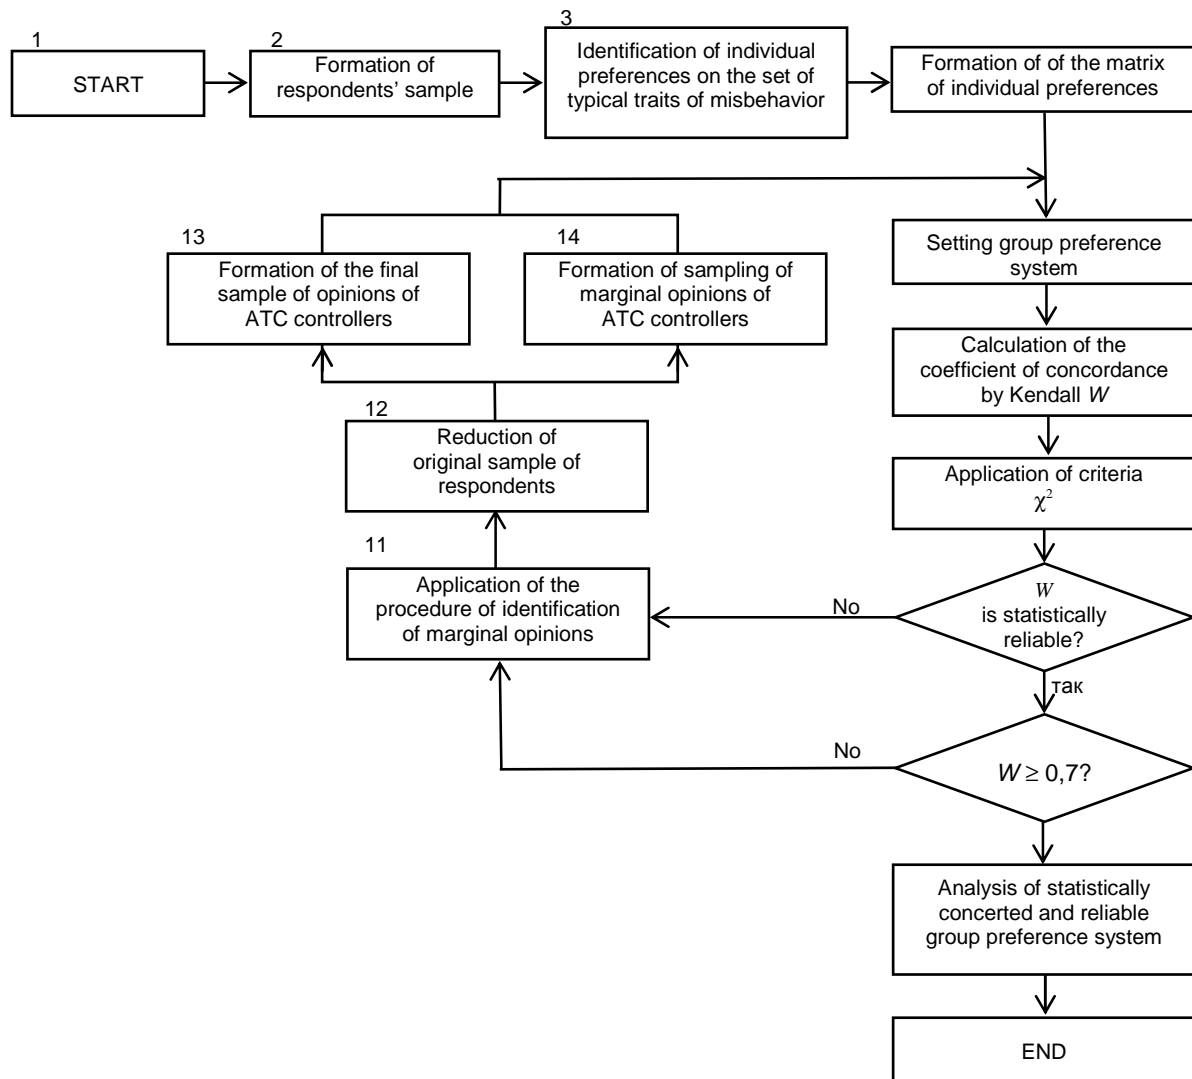 1
START
2
Formation of
respondents’ sample
3
Identification of individual
preferences on the set of
typical traits of misbehavior
Formation of of the matrix
of individual preferences
Setting group preference
system
Calculation of the
coefficient of concordance
by Kendall W
Application of criteria
χ²
W
is statistically
reliable?
No
так
W ≥ 0,7?
No
11
Application of the
procedure of identification
of marginal opinions
12
Reduction of
original sample of
respondents
13
Formation of the final
sample of opinions of
ATC controllers
14
Formation of sampling of
marginal opinions of
ATC controllers
Analysis of statistically
concerted and reliable
group preference system
END